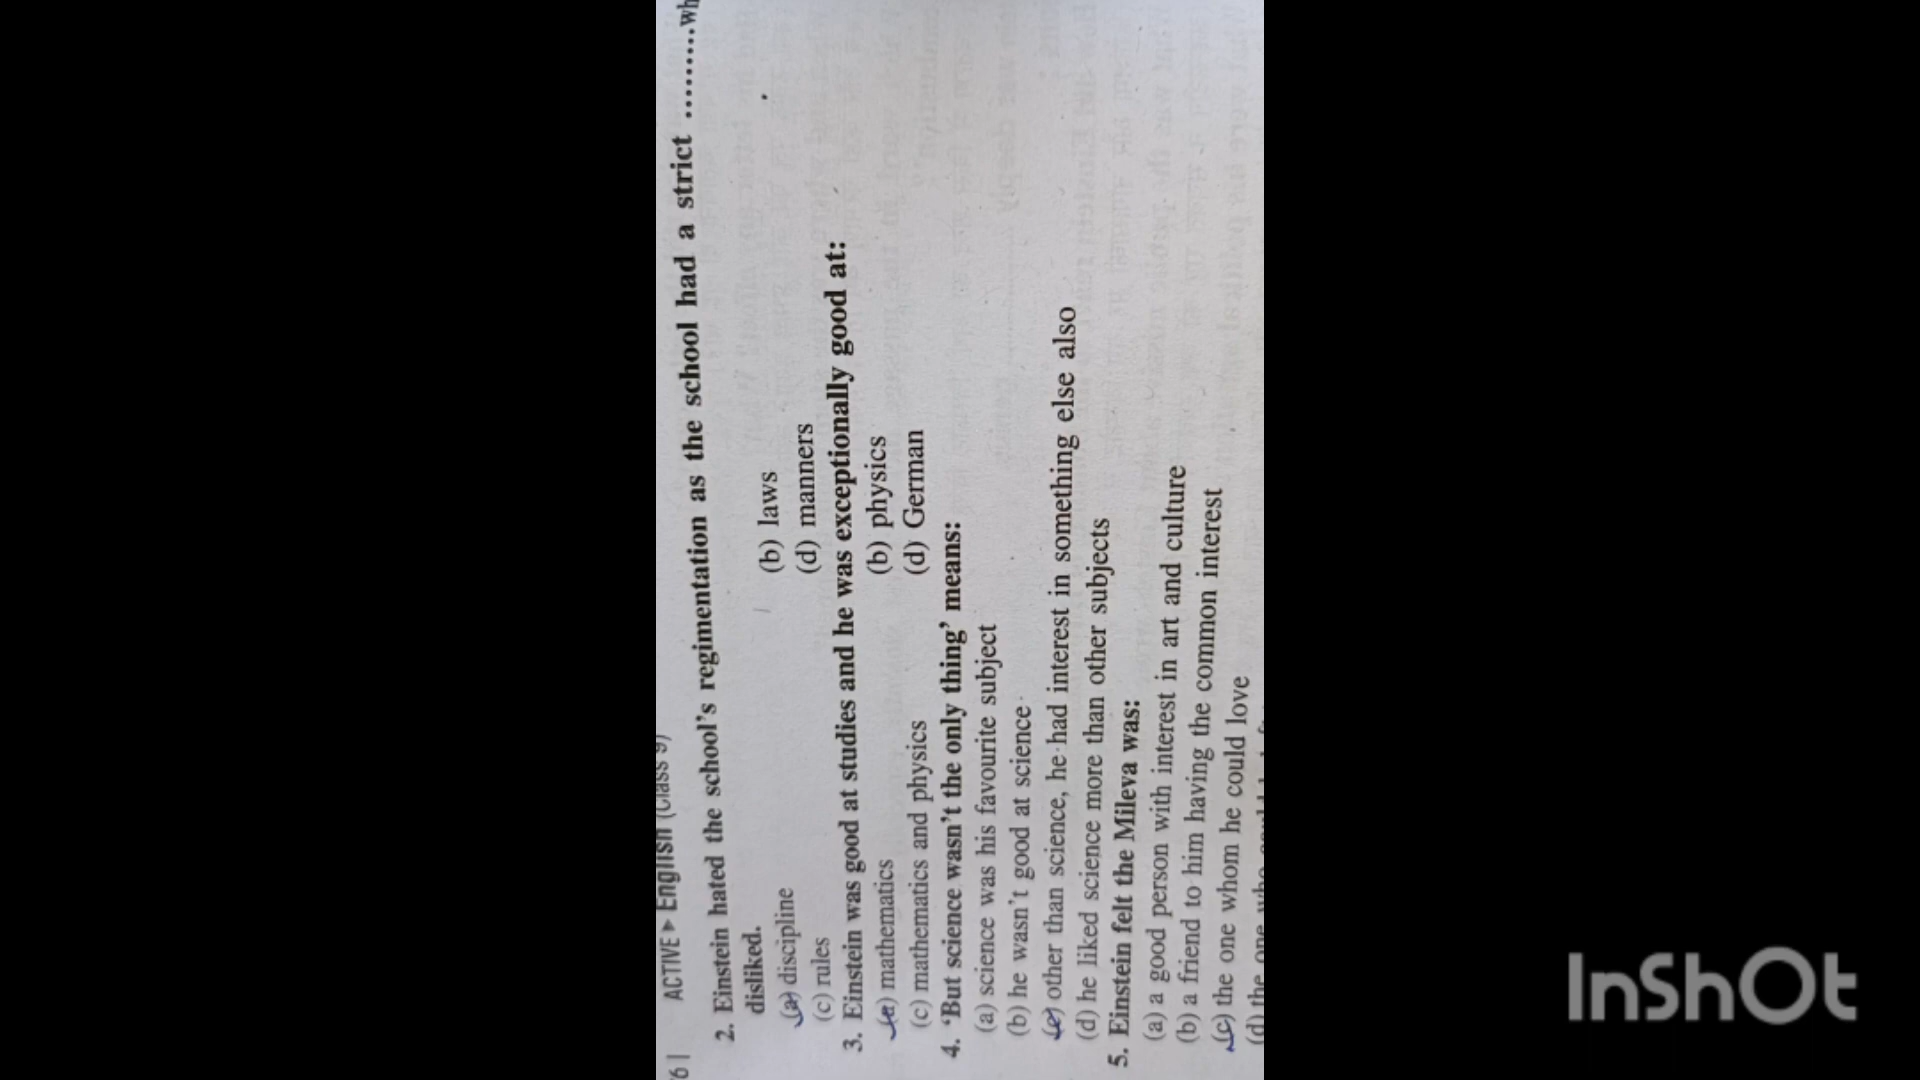 6 | ACTIVE ▸ English (Class 9)
2. Einstein hated the school's regimentation as the school had a strict .........
disliked.
(a) discipline (b) laws
(c) rules (d) manners
3. Einstein was good at studies and he was exceptionally good at:
(a) mathematics (b) physics
(c) mathematics and physics (d) German
4. 'But science wasn't the only thing' means:
(a) science was his favourite subject
(b) he wasn't good at science
(c) other than science, he had interest in something else also
(d) he liked science more than other subjects
5. Einstein felt the Mileva was:
(a) a good person with interest in art and culture
(b) a friend to him having the common interest
(c) the one whom he could love
(d) the one who
InShOt